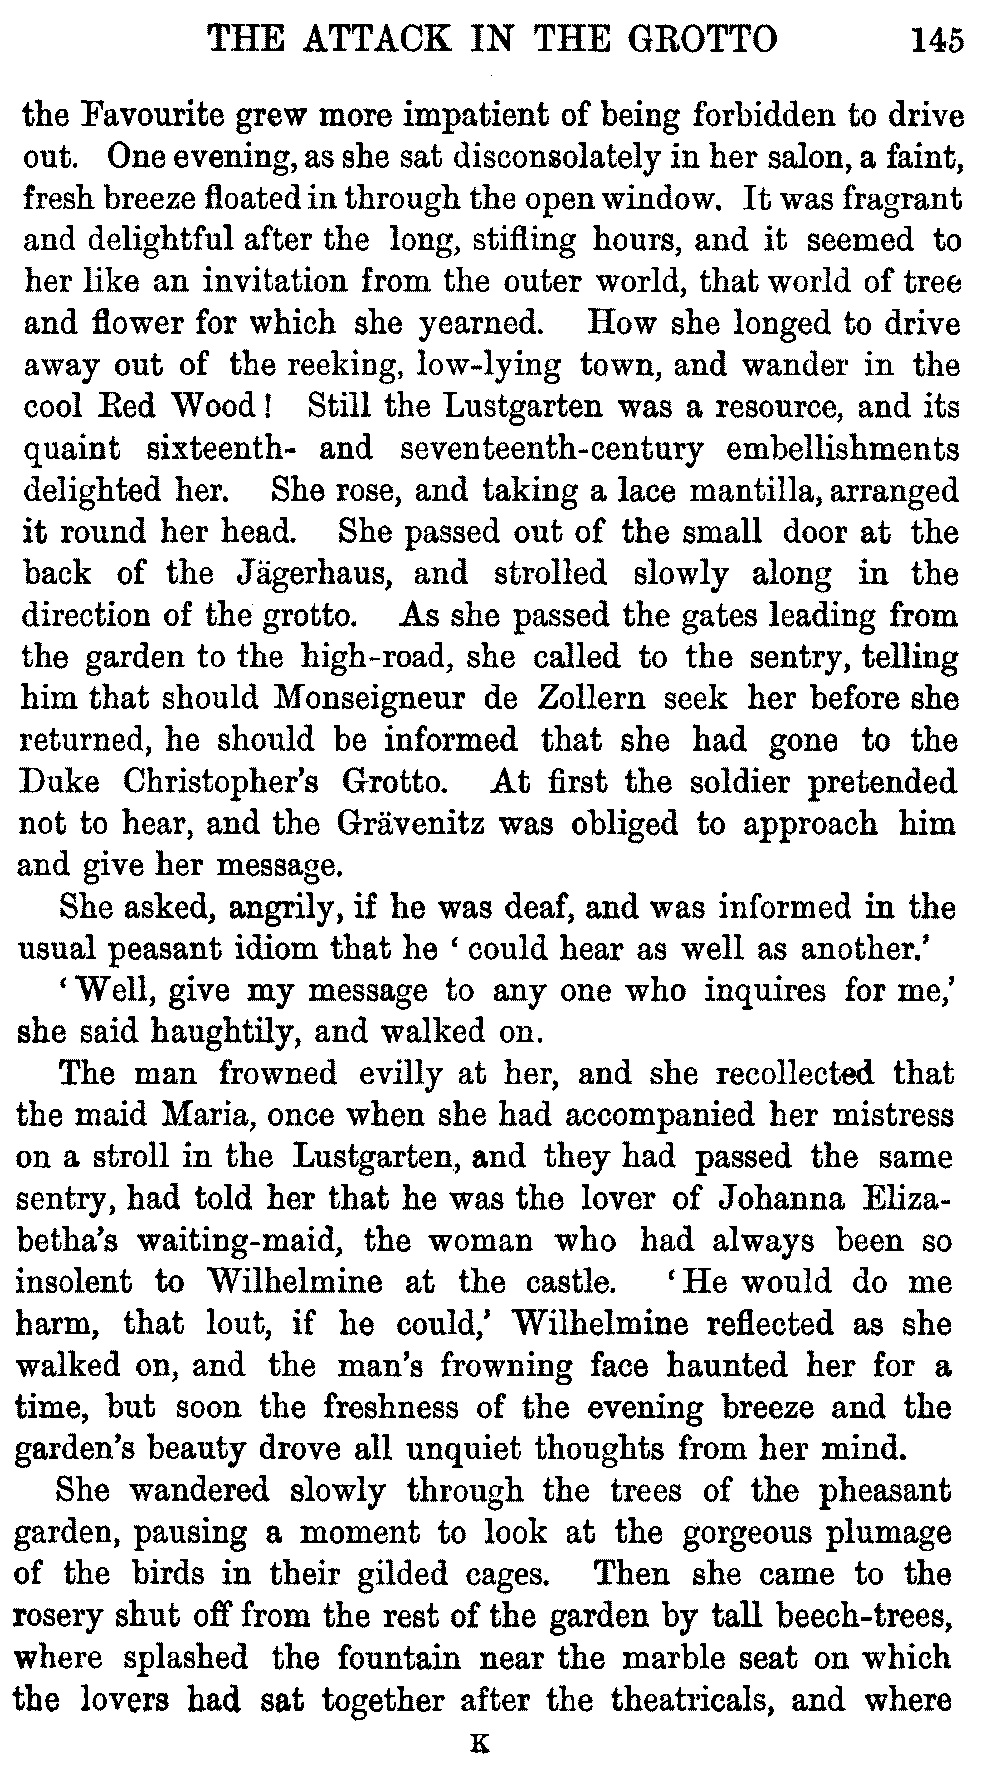 THE ATTACK IN THE GROTTO 145
the Favourite grew more impatient of being forbidden to drive
out. One evening, as she sat disconsolately in her salon, a faint,
fresh breeze floated in through the open window. It was fragrant
and delightful after the long, stifling hours, and it seemed to
her like an invitation from the outer world, that world of tree
and flower for which she yearned. How she longed to drive
away out of the reeking, low-lying town, and wander in the
cool Red Wood! Still the Lustgarten was a resource, and its
quaint sixteenth- and seventeenth-century embellishments
delighted her. She rose, and taking a lace mantilla, arranged
it round her head. She passed out of the small door at the
back of the Jägerhaus, and strolled slowly along in the
direction of the grotto. As she passed the gates leading from
the garden to the high-road, she called to the sentry, telling
him that should Monseigneur de Zollern seek her before she
returned, he should be informed that she had gone to the
Duke Christopher's Grotto. At first the soldier pretended
not to hear, and the Grävenitz was obliged to approach him
and give her message.
She asked, angrily, if he was deaf, and was informed in the
usual peasant idiom that he ‘ could hear as well as another.’
‘ Well, give my message to any one who inquires for me,’
she said haughtily, and walked on.
The man frowned evilly at her, and she recollected that
the maid Maria, once when she had accompanied her mistress
on a stroll in the Lustgarten, and they had passed the same
sentry, had told her that he was the lover of Johanna Eliza-
betha's waiting-maid, the woman who had always been so
insolent to Wilhelmine at the castle. ‘ He would do me
harm, that lout, if he could,’ Wilhelmine reflected as she
walked on, and the man's frowning face haunted her for a
time, but soon the freshness of the evening breeze and the
garden's beauty drove all unquiet thoughts from her mind.
She wandered slowly through the trees of the pheasant
garden, pausing a moment to look at the gorgeous plumage
of the birds in their gilded cages. Then she came to the
rosery shut off from the rest of the garden by tall beech-trees,
where splashed the fountain near the marble seat on which
the lovers had sat together after the theatricals, and where
K